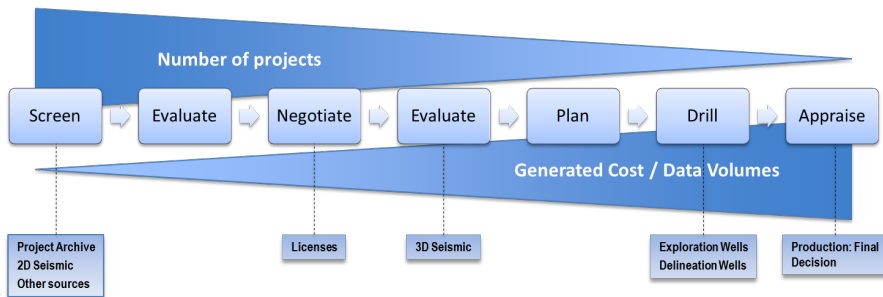 Number of projects
Screen
Evaluate
Negotiate
Evaluate
Plan
Drill
Appraise
Generated Cost / Data Volumes
Project Archive
2D Seismic
Other sources
Licenses
3D Seismic
Exploration Wells
Delineation Wells
Production: Final
Decision